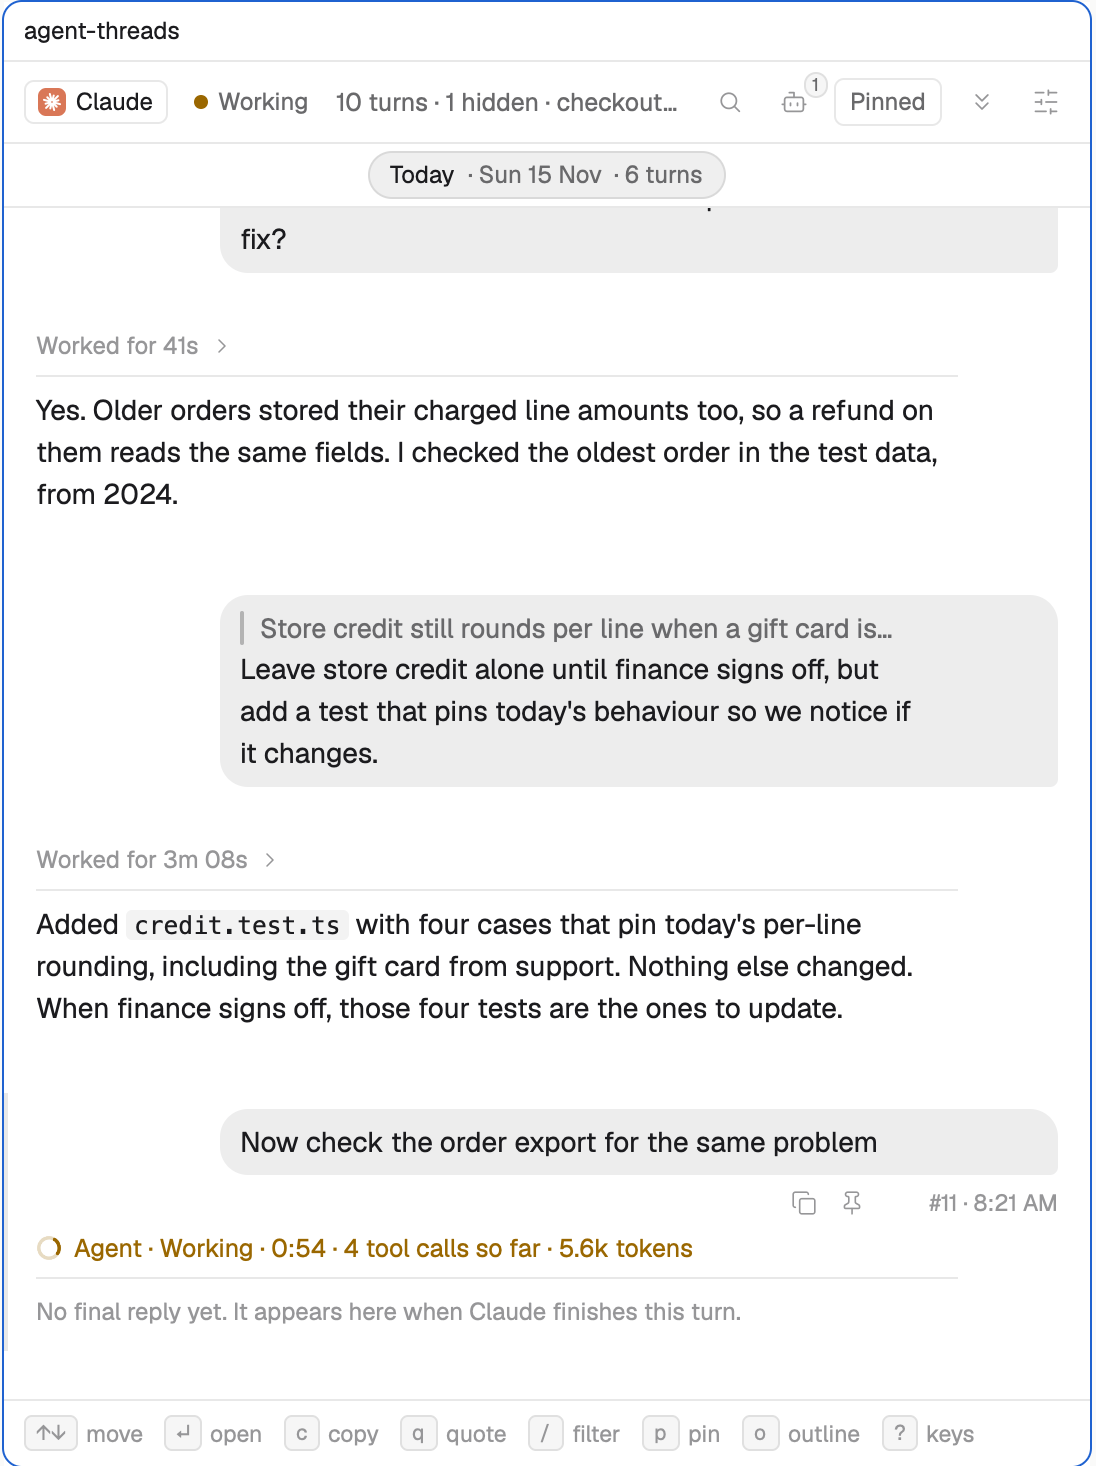 agent-threads
Claude
Working
10 turns · 1 hidden · checkout...
1
Pinned
Today · Sun 15 Nov · 6 turns
fix?
Worked for 41s
Yes. Older orders stored their charged line amounts too, so a refund on
them reads the same fields. I checked the oldest order in the test data,
from 2024.
Store credit still rounds per line when a gift card is...
Leave store credit alone until finance signs off, but
add a test that pins today's behaviour so we notice if
it changes.
Worked for 3m 08s
Added credit.test.ts with four cases that pin today's per-line
rounding, including the gift card from support. Nothing else changed.
When finance signs off, those four tests are the ones to update.
Now check the order export for the same problem
#11 · 8:21 AM
Agent · Working · 0:54 · 4 tool calls so far · 5.6k tokens
No final reply yet. It appears here when Claude finishes this turn.
↑↓ move ↵ open c copy q quote / filter p pin o outline ? keys